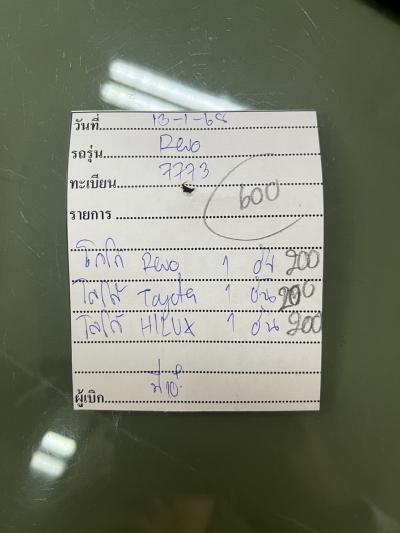 วันที่ 13-1-68
รถรุ่น Revo
ทะเบียน 7773
รายการ
600
โลโก้ Revo 1 อัน 200
โลโก้ Toyota 1 อัน 200
โลโก้ HILUX 1 อัน 200
ผู้เบิก